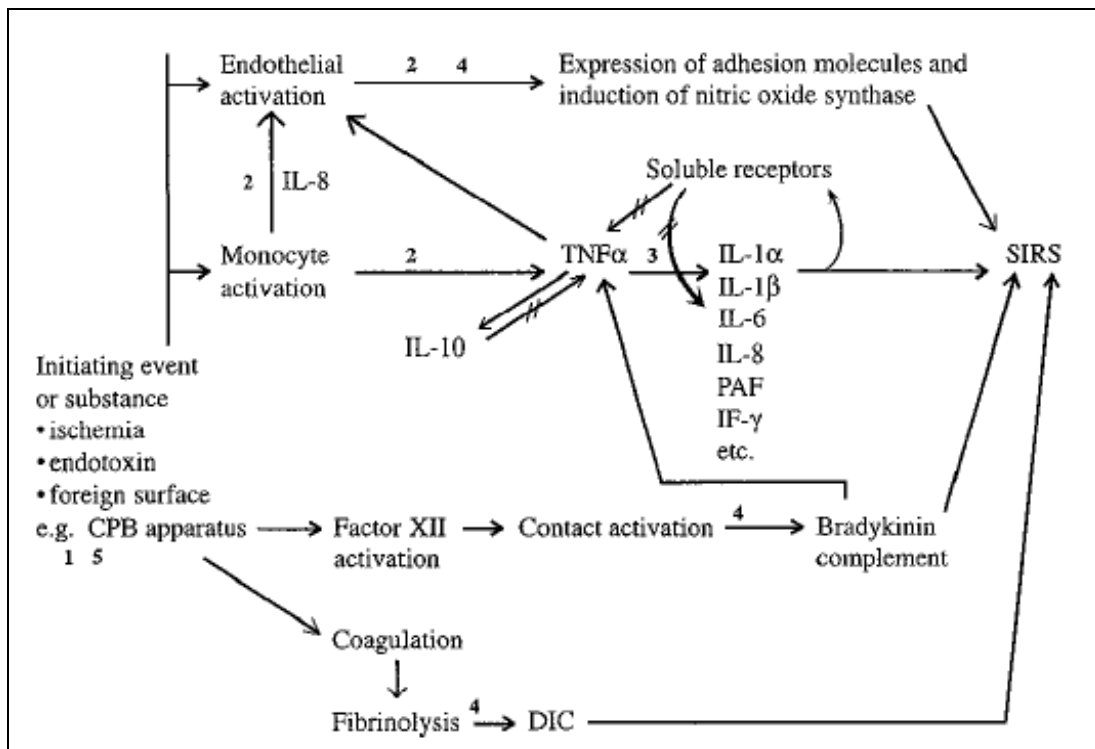 Endothelial
activation
2 4
Expression of adhesion molecules and
induction of nitric oxide synthase
2 IL-8
Soluble receptors
Monocyte
activation
2
TNFα
3
IL-1α
IL-1β
IL-6
IL-8
PAF
IF-γ
etc.
SIRS
IL-10
Initiating event
or substance
•ischemia
•endotoxin
•foreign surface
e.g. CPB apparatus
1 5
Factor XII
activation
Contact activation
4
Bradykinin
complement
Coagulation
Fibrinolysis
4
DIC